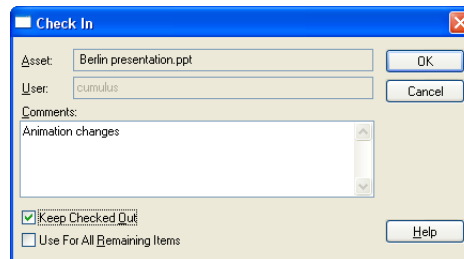 Check In
Asset: Berlin presentation.ppt
OK
User: cumulus
Cancel
Comments:
Animation changes
Keep Checked Out
Use For All Remaining Items
Help